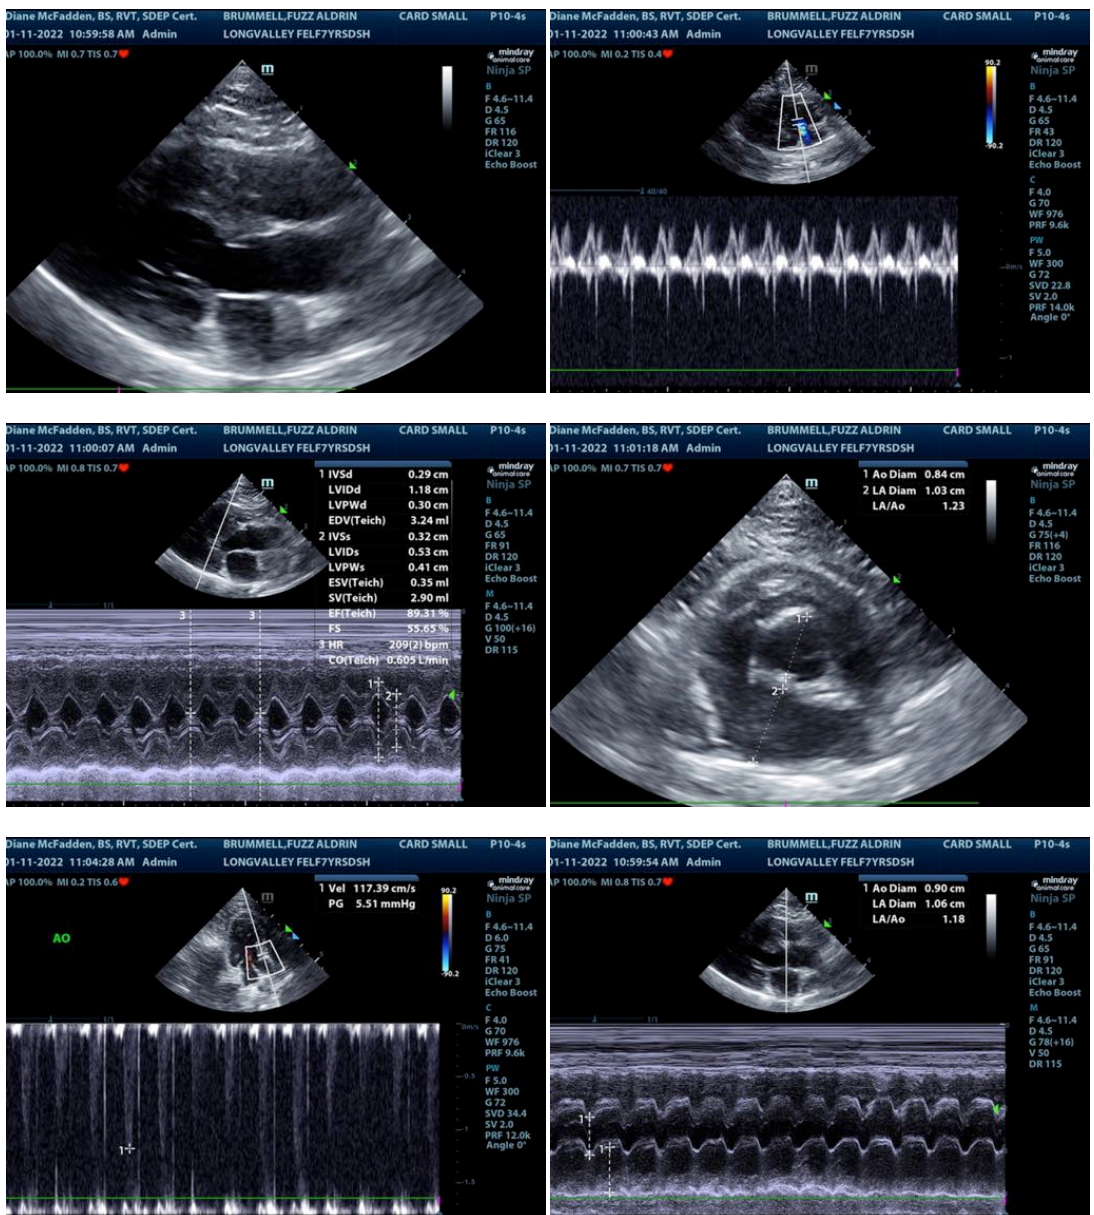 Diane McFadden, BS, RVT, SDEP Cert. BRUMMELL,FUZZ ALDRIN CARD SMALL P10-4s
01-11-2022 10:59:58 AM Admin LONGVALLEY FELF7YRSDSH
AP 100.0% MI 0.7 TIS 0.7
mindray
animal care
Ninja SP
m
B
F 4.6~11.4
D 4.5
G 65
FR 116
DR 120
iClear 3
Echo Boost
Diane McFadden, BS, RVT, SDEP Cert. BRUMMELL,FUZZ ALDRIN CARD SMALL P10-4s
01-11-2022 11:00:43 AM Admin LONGVALLEY FELF7YRSDSH
AP 100.0% MI 0.2 TIS 0.4
mindray
animal care
Ninja SP
m
90.2
-90.2
B
F 4.6~11.4
D 4.5
G 65
FR 43
DR 120
iClear 3
Echo Boost
C
F 4.0
G 70
WF 976
PRF 9.6k
PW
F 5.0
WF 300
G 72
SVD 22.8
SV 2.0
PRF 14.0k
Angle 0°
40/40
0m/s
-1
Diane McFadden, BS, RVT, SDEP Cert. BRUMMELL,FUZZ ALDRIN CARD SMALL P10-4s
01-11-2022 11:00:07 AM Admin LONGVALLEY FELF7YRSDSH
AP 100.0% MI 0.8 TIS 0.7
mindray
animal care
Ninja SP
m
1 IVSd 0.29 cm
LVIDd 1.18 cm
LVPWd 0.30 cm
EDV(Teich) 3.24 ml
2 IVSs 0.32 cm
LVIDs 0.53 cm
LVPWs 0.41 cm
ESV(Teich) 0.35 ml
SV(Teich) 2.90 ml
EF(Teich) 89.31 %
FS 55.65 %
3 HR 209(2) bpm
CO(Teich) 0.605 L/min
B
F 4.6~11.4
D 4.5
G 65
FR 91
DR 120
iClear 3
Echo Boost
M
F 4.6~11.4
D 4.5
G 100(+16)
V 50
DR 115
1/1
3 3
1
2
Diane McFadden, BS, RVT, SDEP Cert. BRUMMELL,FUZZ ALDRIN CARD SMALL P10-4s
01-11-2022 11:01:18 AM Admin LONGVALLEY FELF7YRSDSH
AP 100.0% MI 0.7 TIS 0.7
mindray
animal care
Ninja SP
m
1 Ao Diam 0.84 cm
2 LA Diam 1.03 cm
LA/Ao 1.23
B
F 4.6~11.4
D 4.5
G 75(+4)
FR 116
DR 120
iClear 3
Echo Boost
1
2
Diane McFadden, BS, RVT, SDEP Cert. BRUMMELL,FUZZ ALDRIN CARD SMALL P10-4s
01-11-2022 11:04:28 AM Admin LONGVALLEY FELF7YRSDSH
AP 100.0% MI 0.2 TIS 0.6
mindray
animal care
Ninja SP
m
1 Vel 117.39 cm/s
PG 5.51 mmHg
AO
90.2
-90.2
B
F 4.6~11.4
D 6.0
G 75
FR 41
DR 120
iClear 3
Echo Boost
C
F 4.0
G 70
WF 976
PRF 9.6k
PW
F 5.0
WF 300
G 72
SVD 34.4
SV 2.0
PRF 12.0k
Angle 0°
1/1
0m/s
-0.5
-1
-1.5
1
Diane McFadden, BS, RVT, SDEP Cert. BRUMMELL,FUZZ ALDRIN CARD SMALL P10-4s
01-11-2022 10:59:54 AM Admin LONGVALLEY FELF7YRSDSH
AP 100.0% MI 0.8 TIS 0.7
mindray
animal care
Ninja SP
m
1 Ao Diam 0.90 cm
LA Diam 1.06 cm
LA/Ao 1.18
B
F 4.6~11.4
D 4.5
G 65
FR 91
DR 120
iClear 3
Echo Boost
M
F 4.6~11.4
D 4.5
G 78(+16)
V 50
DR 115
1/1
1
1